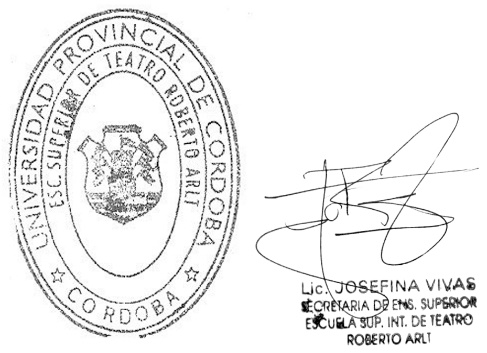 UNIVERSIDAD PROVINCIAL DE CORDOBA
ESC. SUPERIOR DE TEATRO ROBERTO ARLT
CORDOBA
Lic. JOSEFINA VIVAS
SECRETARIA DE ENS. SUPERIOR
ESCUELA SUP. INT. DE TEATRO
ROBERTO ARLT